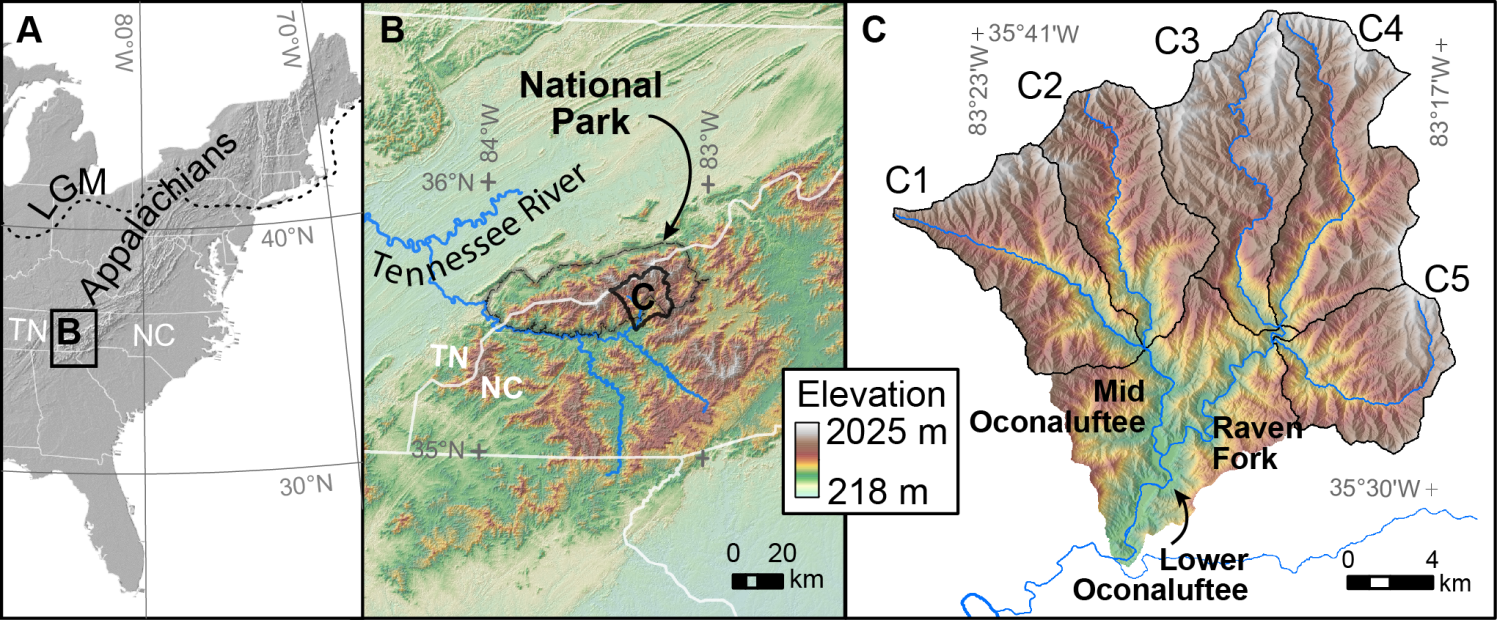 A
80°W
70°W
LGM
Appalachians
40°N
TN
B
NC
30°N
B
National
Park
84°W
83°W
36°N
Tennessee River
C
TN
NC
35°N
0 20
km
Elevation
2025 m
218 m
C
83°23'W
35°41'W
C3
C4
C2
83°17'W
C1
C5
Mid
Oconaluftee
Raven
Fork
35°30'W
Lower
Oconaluftee
0 4
km